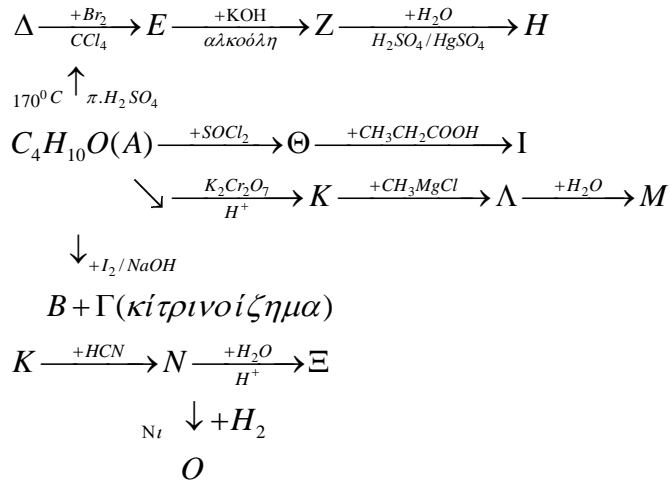 Δ +Br₂ / CCl₄ → E +KOH / αλκοόλη → Z +H₂O / H₂SO₄/HgSO₄ → H
170⁰C ↑ π.H₂SO₄
C₄H₁₀O(A) +SOCl₂ → Θ +CH₃CH₂COOH → I
↘ K₂Cr₂O₇ / H⁺ → K +CH₃MgCl → Λ +H₂O → M
↓ +I₂/NaOH
B + Γ(κίτρινοίζημα)
K +HCN → N +H₂O / H⁺ → Ξ
Νι ↓ +H₂
O